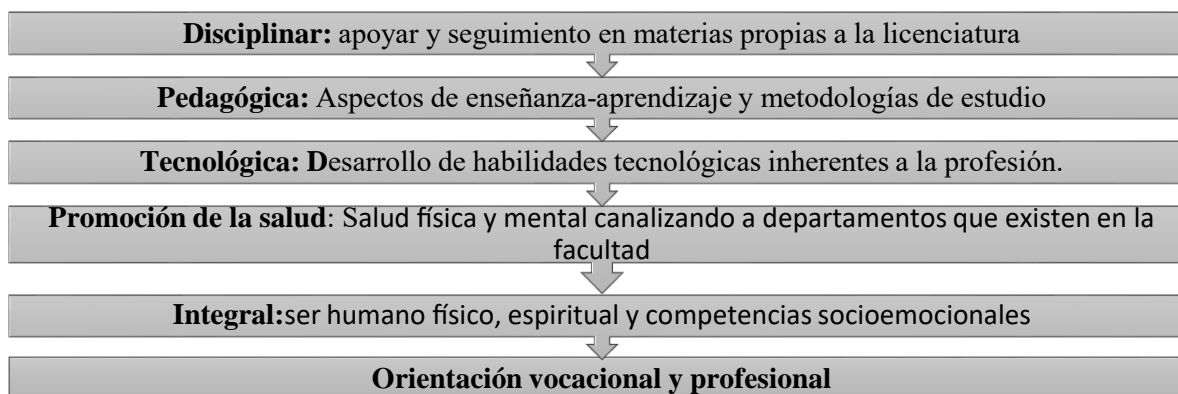 Disciplinar: apoyar y seguimiento en materias propias a la licenciatura
Pedagógica: Aspectos de enseñanza-aprendizaje y metodologías de estudio
Tecnológica: Desarrollo de habilidades tecnológicas inherentes a la profesión.
Promoción de la salud: Salud física y mental canalizando a departamentos que existen en la
facultad
Integral:ser humano físico, espiritual y competencias socioemocionales
Orientación vocacional y profesional